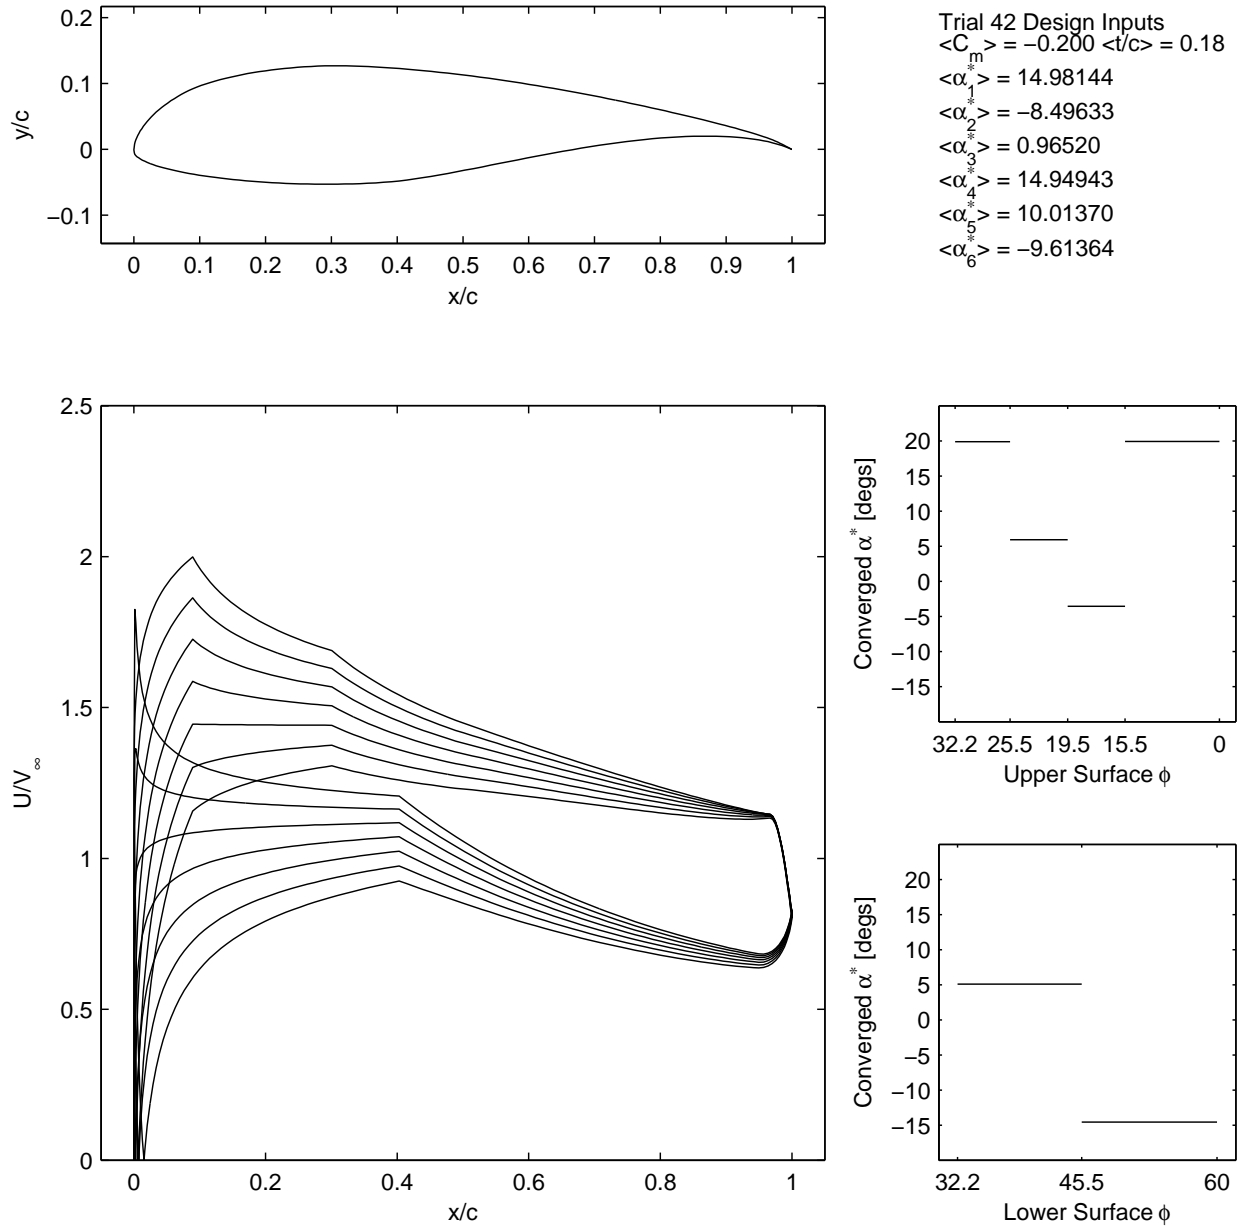 0.2
0.1
0
−0.1
y/c
0 0.1 0.2 0.3 0.4 0.5 0.6 0.7 0.8 0.9 1
x/c
Trial 42 Design Inputs
<C_m> = −0.200 <t/c> = 0.18
<α*_1> = 14.98144
<α*_2> = −8.49633
<α*_3> = 0.96520
<α*_4> = 14.94943
<α*_5> = 10.01370
<α*_6> = −9.61364
2.5
2
1.5
1
0.5
0
U/V_∞
0 0.2 0.4 0.6 0.8 1
x/c
20
15
10
5
0
−5
−10
−15
Converged α* [degs]
32.2 25.5 19.5 15.5 0
Upper Surface φ
20
15
10
5
0
−5
−10
−15
Converged α* [degs]
32.2 45.5 60
Lower Surface φ